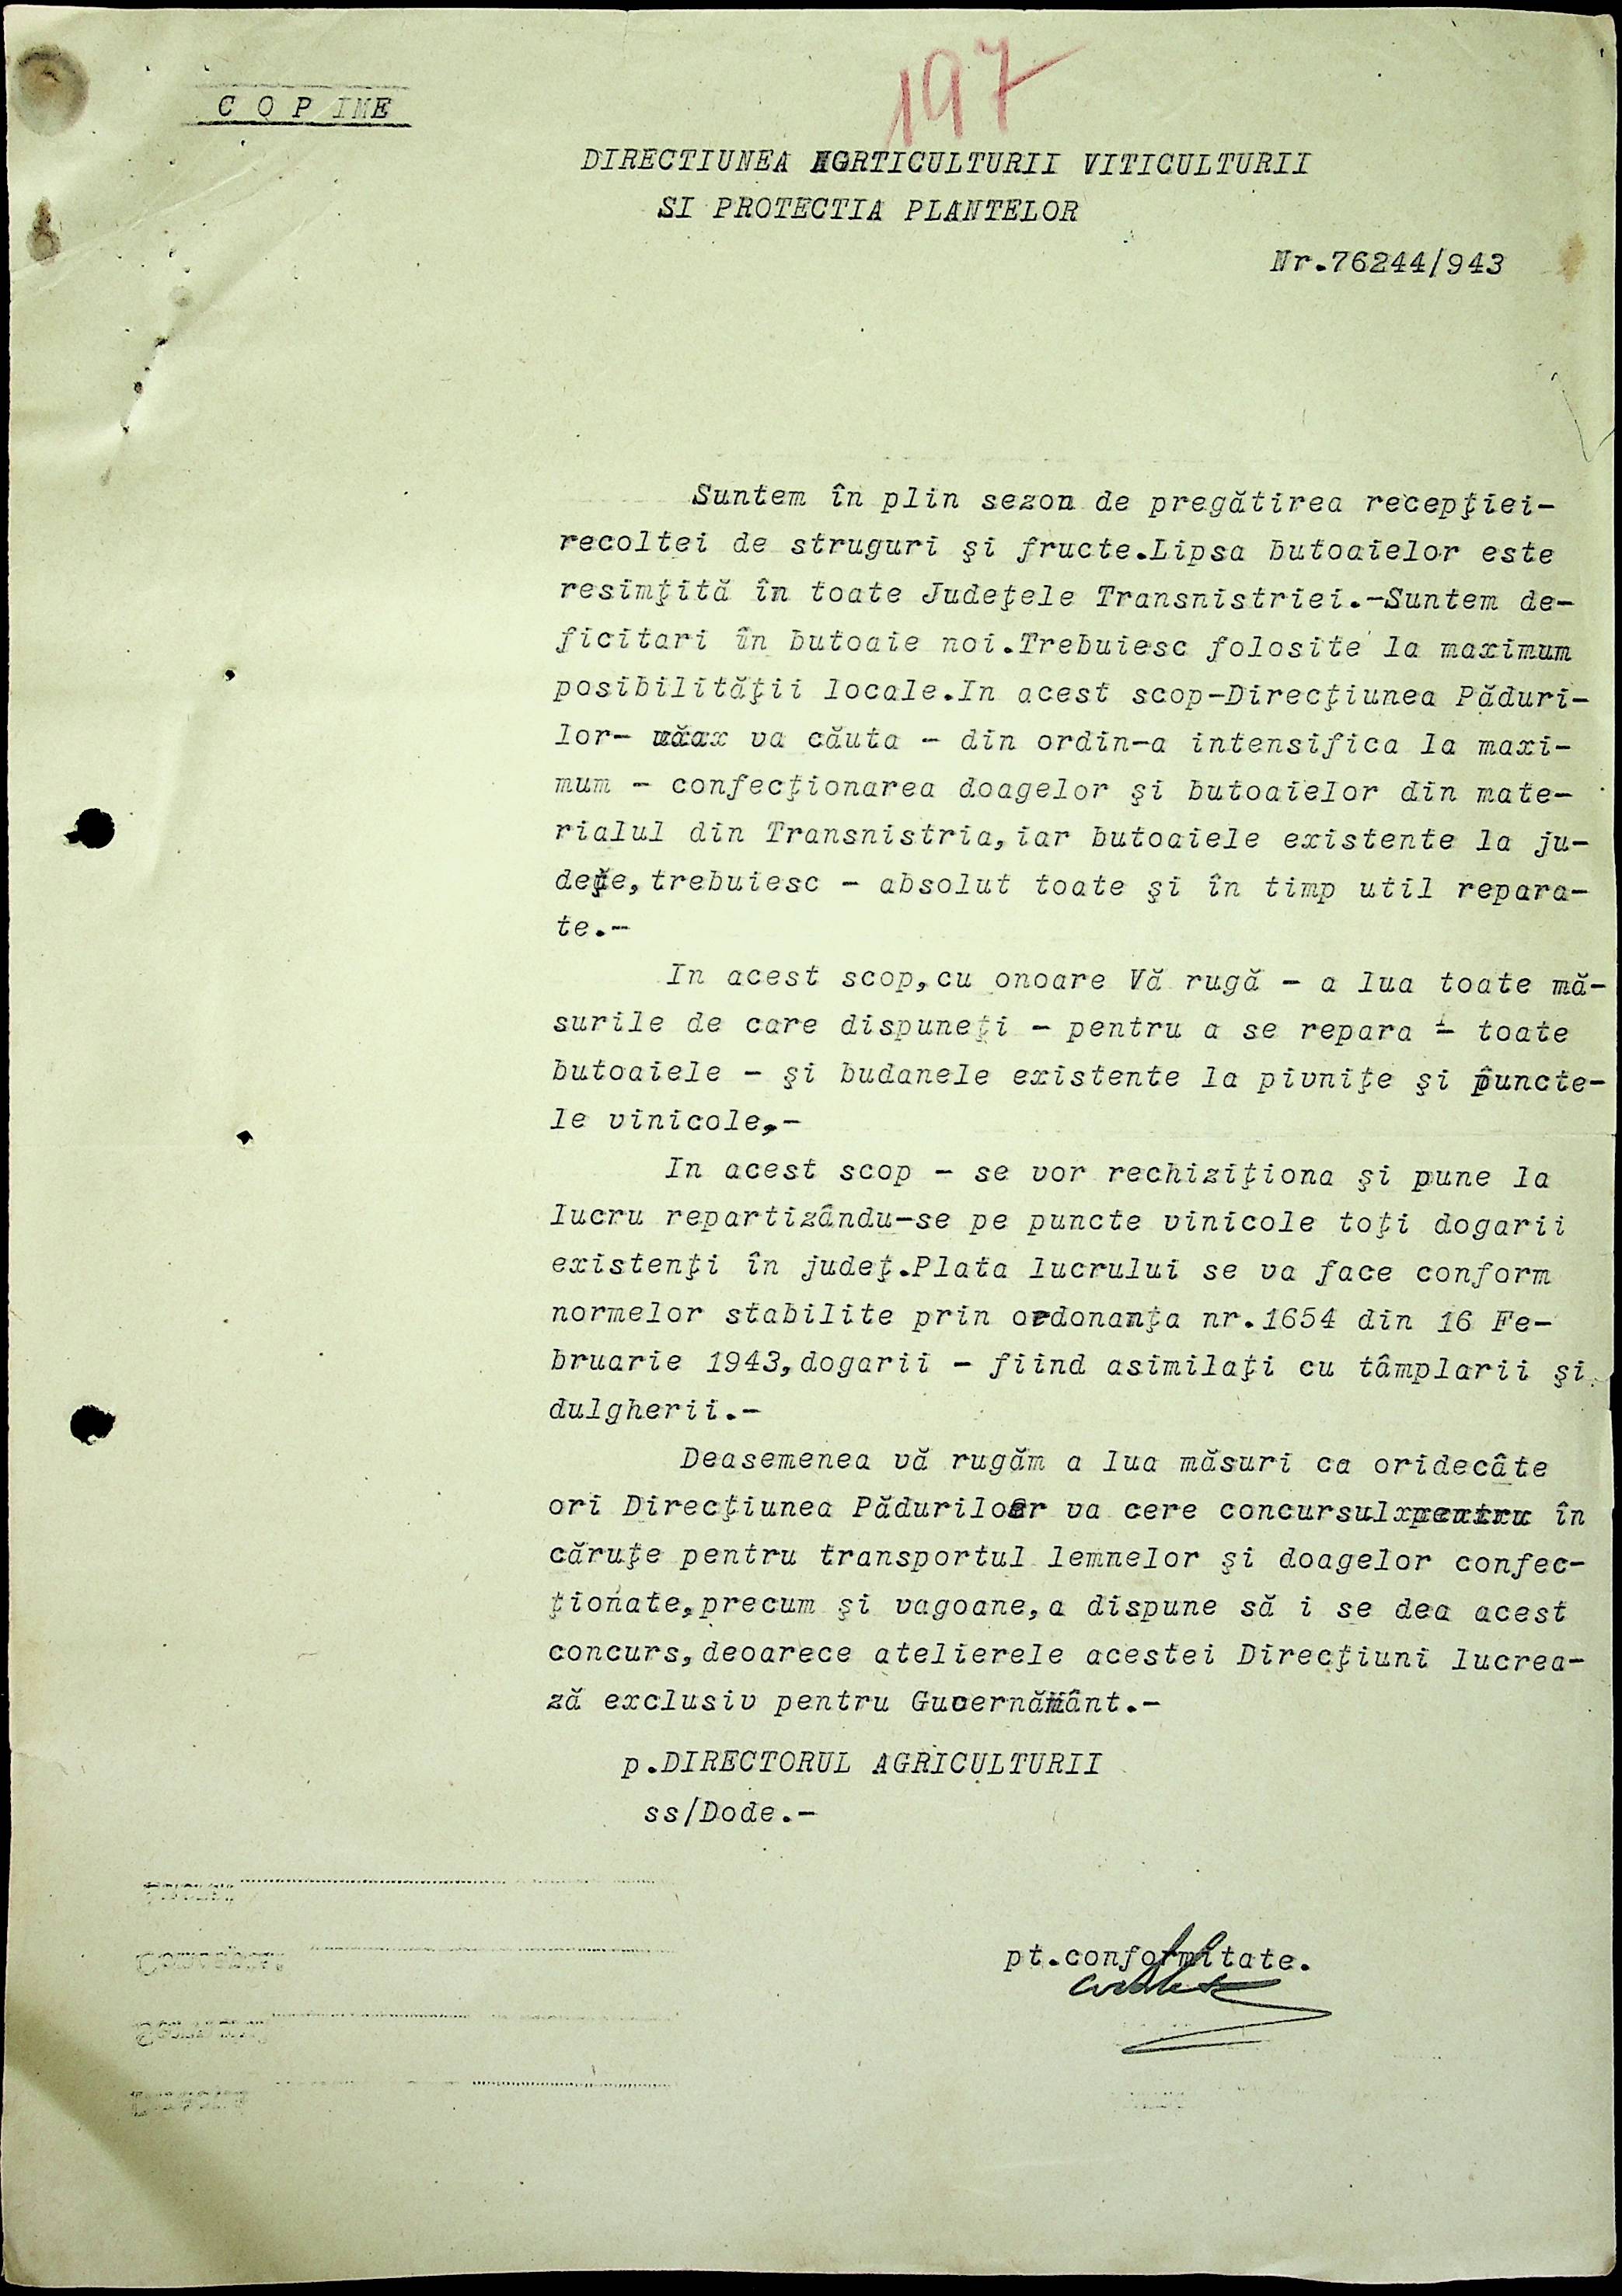 197
C O P I E
DIRECTIUNEA HORTICULTURII VITICULTURII
SI PROTECTIA PLANTELOR
Nr.76244/943
Suntem în plin sezon de pregătirea recepţiei-
recoltei de struguri şi fructe.Lipsa butoaielor este
resimţită în toate Judeţele Transnistriei.-Suntem de-
ficitari în butoaie noi.Trebuiesc folosite la maximum
posibilităţii locale.In acest scop-Direcţiunea Păduri-
lor- va căuta - din ordin-a intensifica la maxi-
mum - confecţionarea doagelor şi butoaielor din mate-
rialul din Transnistria,iar butoaiele existente la ju-
deţe,trebuiesc - absolut toate şi în timp util repara-
te.-
In acest scop,cu onoare Vă rugă - a lua toate mă-
surile de care dispuneţi - pentru a se repara - toate
butoaiele - şi budanele existente la pivniţe şi puncte-
le vinicole,-
In acest scop - se vor rechiziţiona şi pune la
lucru repartizându-se pe puncte vinicole toţi dogarii
existenţi în judeţ.Plata lucrului se va face conform
normelor stabilite prin ordonanţa nr.1654 din 16 Fe-
bruarie 1943,dogarii - fiind asimilaţi cu tâmplarii şi
dulgherii.-
Deasemenea vă rugăm a lua măsuri ca oridecâte
ori Direcţiunea Pădurilor va cere concursul în
căruţe pentru transportul lemnelor şi doagelor confec-
ţionate,precum şi vagoane,a dispune să i se dea acest
concurs,deoarece atelierele acestei Direcţiuni lucrea-
ză exclusiv pentru Guvernământ.-
p.DIRECTORUL AGRICULTURII
ss/Dode.-
pt.conformitate.